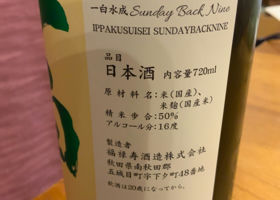 一白水成 Sunday Back Nine
IPPAKUSUISEI SUNDAYBACKNINE
品目
日本酒 内容量720ml
原材料名:米(国産)、
米麹(国産米)
精米歩合:50%
アルコール分:16度
製造者
福禄寿酒造株式会社
秋田県南秋田郡
五城目町字下夕町48番地
飲酒は20歳になってから。